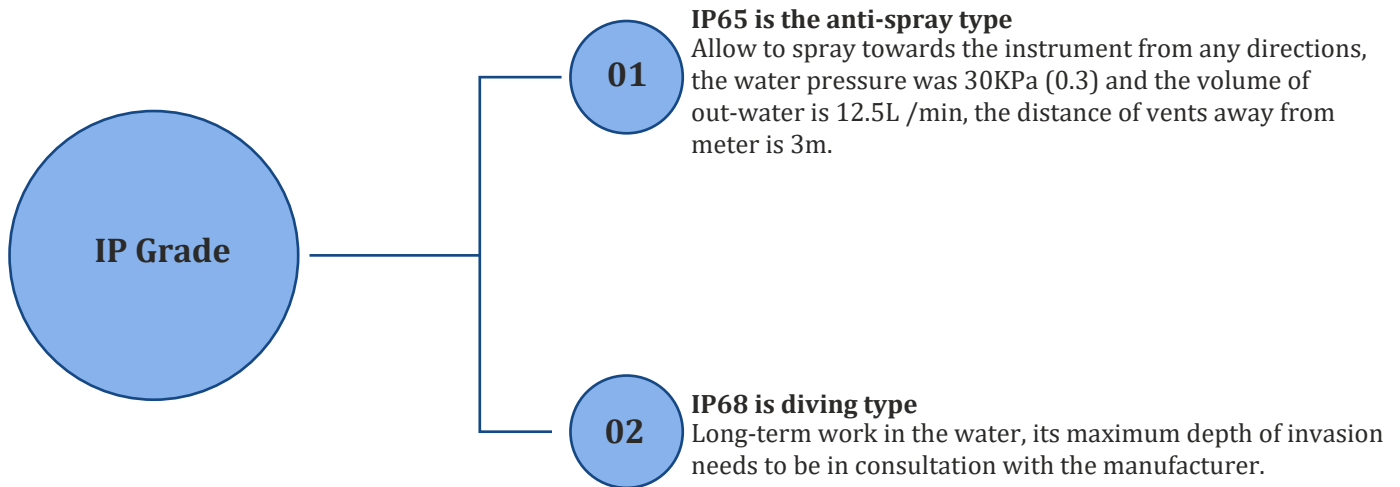 IP Grade
01
IP65 is the anti-spray type
Allow to spray towards the instrument from any directions,
the water pressure was 30KPa (0.3) and the volume of
out-water is 12.5L /min, the distance of vents away from
meter is 3m.
02
IP68 is diving type
Long-term work in the water, its maximum depth of invasion
needs to be in consultation with the manufacturer.